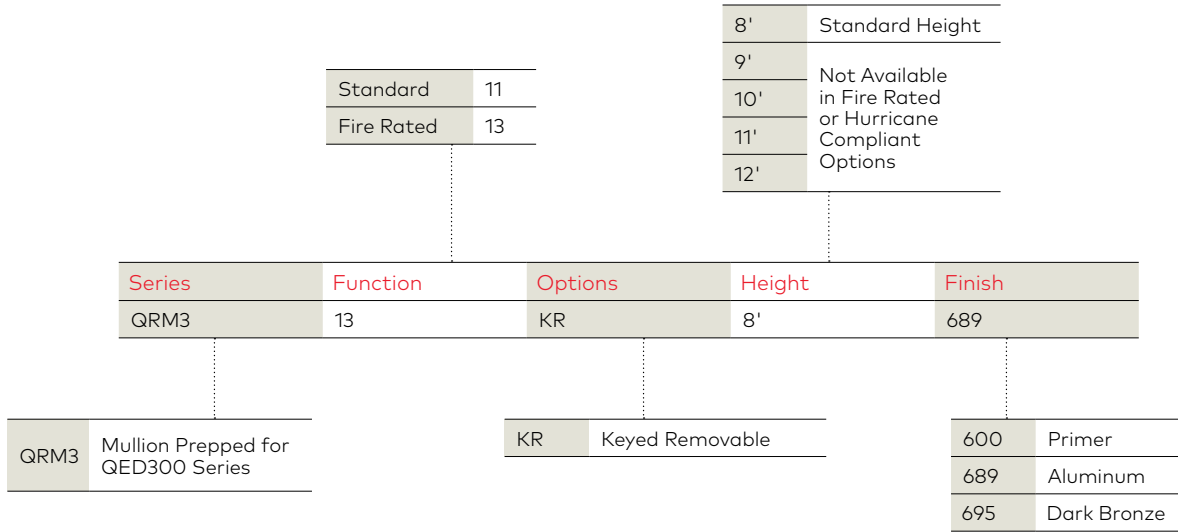 8' Standard Height
9'
10'
11'
12'
Not Available
in Fire Rated
or Hurricane
Compliant
Options
Standard 11
Fire Rated 13
Series Function Options Height Finish
QRM3 13 KR 8' 689
QRM3
Mullion Prepped for
QED300 Series
KR Keyed Removable
600 Primer
689 Aluminum
695 Dark Bronze